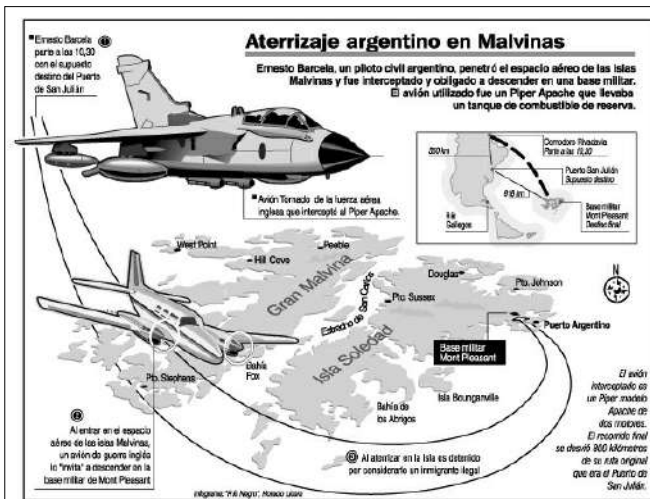 Aterrizaje argentino en Malvinas
Ernesto Barcela, un piloto civil argentino, penetró el espacio aéreo de las Islas
Malvinas y fue interceptado y obligado a descender en una base militar.
El avión utilizado fue un Piper Apache que llevaba
un tanque de combustible de reserva.
Ernesto Barcela
parte a las 10,30
con el supuesto
destino del Puerto
de San Julián
1
Avión Tornado de la fuerza aérea
inglesa que interceptó al Piper Apache.
Comodoro Rivadavia
Parte a las 10,30
Puerto San Julián
Supuesto destino
Base militar
Mont Pleasant
Destino final
Río
Gallegos
West Point
Hill Cove
Peeble
Gran Malvina
Estrecho de San Carlos
Douglas
Pto. Sussex
Pto. Johnson
N
Puerto Argentino
Base militar
Mont Pleasant
Isla Soledad
Bahía
Fox
Pto. Stephens
Bahía de
los Abrigos
Isla Bounganville
2
Al entrar en el espacio
aéreo de las islas Malvinas,
un avión de guerra inglés
lo "invita" a descender en la
base militar de Mont Pleasant
Al aterrizar en la Isla es detenido
por considerarlo un inmigrante ilegal
El avión
interceptado es
un Piper modelo
Apache de
dos motores.
El recorrido final
se desvió 900 kilómetros
de su ruta original
que era el Puerto de
San Julián.